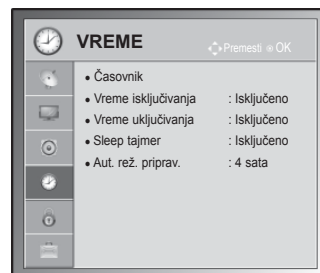 VREME
Premesti OK
Časovnik
Vreme isključivanja : Isključeno
Vreme uključivanja : Isključeno
Sleep tajmer : Isključeno
Aut. rež. priprav. : 4 sata